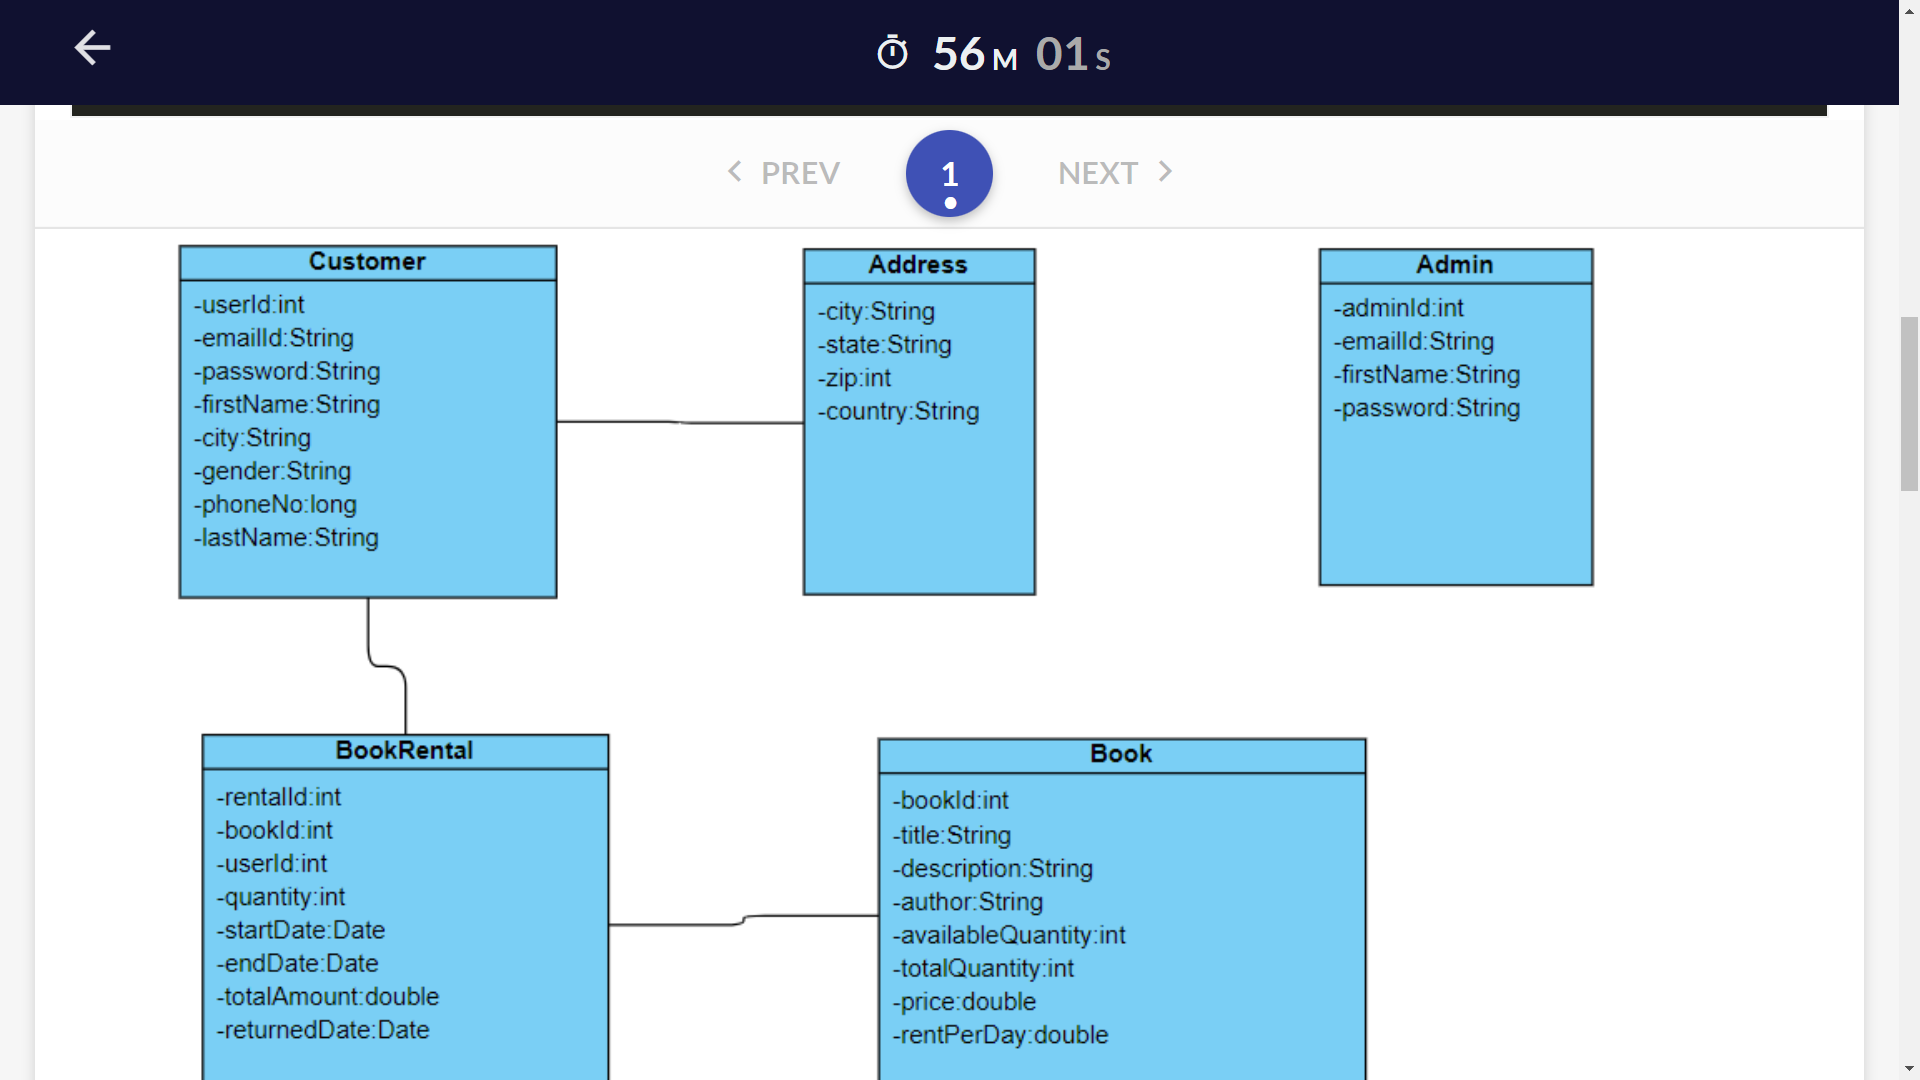 56 M 01 S
PREV 1 NEXT
Customer
-userId:int
-emailId:String
-password:String
-firstName:String
-city:String
-gender:String
-phoneNo:long
-lastName:String
Address
-city:String
-state:String
-zip:int
-country:String
Admin
-adminId:int
-emailId:String
-firstName:String
-password:String
BookRental
-rentalId:int
-bookId:int
-userId:int
-quantity:int
-startDate:Date
-endDate:Date
-totalAmount:double
-returnedDate:Date
Book
-bookId:int
-title:String
-description:String
-author:String
-availableQuantity:int
-totalQuantity:int
-price:double
-rentPerDay:double